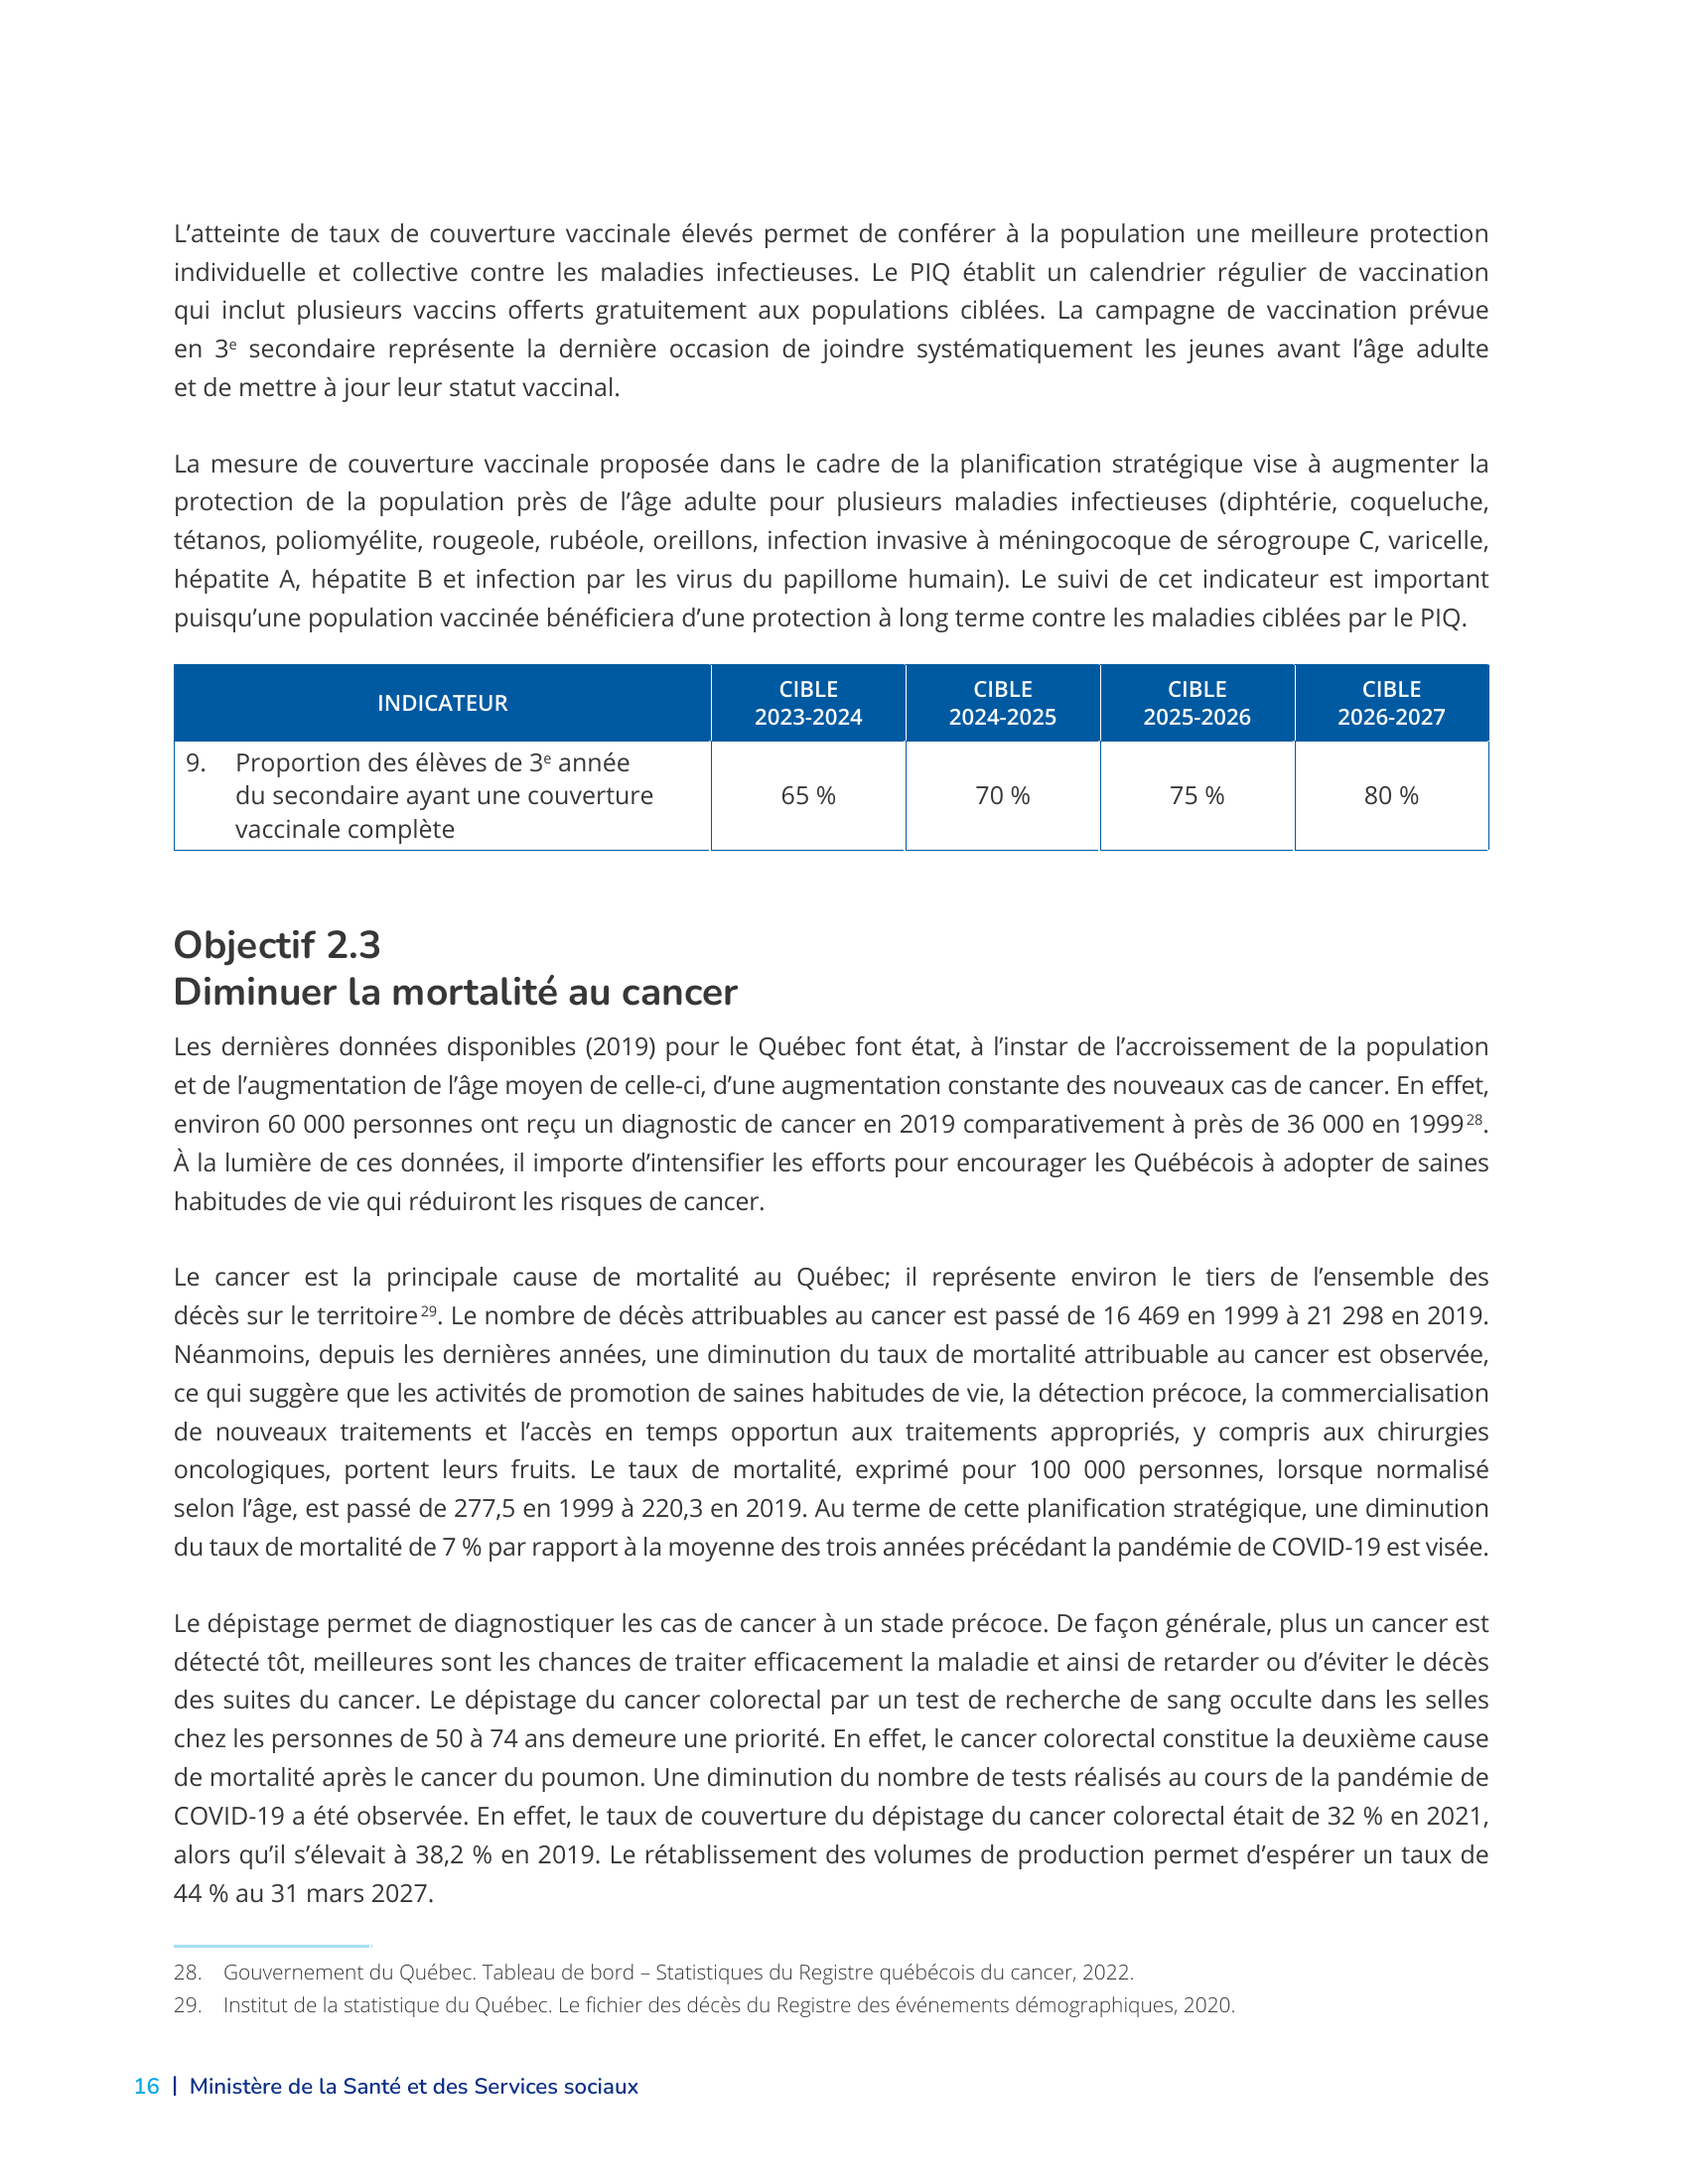 L’atteinte de taux de couverture vaccinale élevés permet de conférer à la population une meilleure protection
individuelle et collective contre les maladies infectieuses. Le PIQ établit un calendrier régulier de vaccination
qui inclut plusieurs vaccins offerts gratuitement aux populations ciblées. La campagne de vaccination prévue
en 3e secondaire représente la dernière occasion de joindre systématiquement les jeunes avant l’âge adulte
et de mettre à jour leur statut vaccinal.
La mesure de couverture vaccinale proposée dans le cadre de la planification stratégique vise à augmenter la
protection de la population près de l’âge adulte pour plusieurs maladies infectieuses (diphtérie, coqueluche,
tétanos, poliomyélite, rougeole, rubéole, oreillons, infection invasive à méningocoque de sérogroupe C, varicelle,
hépatite A, hépatite B et infection par les virus du papillome humain). Le suivi de cet indicateur est important
puisqu’une population vaccinée bénéficiera d’une protection à long terme contre les maladies ciblées par le PIQ.
INDICATEUR
CIBLE
2023-2024
CIBLE
2024-2025
CIBLE
2025-2026
CIBLE
2026-2027
9. Proportion des élèves de 3e année
du secondaire ayant une couverture
vaccinale complète
65 %
70 %
75 %
80 %
Objectif 2.3
Diminuer la mortalité au cancer
Les dernières données disponibles (2019) pour le Québec font état, à l’instar de l’accroissement de la population
et de l’augmentation de l’âge moyen de celle-ci, d’une augmentation constante des nouveaux cas de cancer. En effet,
environ 60 000 personnes ont reçu un diagnostic de cancer en 2019 comparativement à près de 36 000 en 1999 28.
À la lumière de ces données, il importe d’intensifier les efforts pour encourager les Québécois à adopter de saines
habitudes de vie qui réduiront les risques de cancer.
Le cancer est la principale cause de mortalité au Québec; il représente environ le tiers de l’ensemble des
décès sur le territoire 29. Le nombre de décès attribuables au cancer est passé de 16 469 en 1999 à 21 298 en 2019.
Néanmoins, depuis les dernières années, une diminution du taux de mortalité attribuable au cancer est observée,
ce qui suggère que les activités de promotion de saines habitudes de vie, la détection précoce, la commercialisation
de nouveaux traitements et l’accès en temps opportun aux traitements appropriés, y compris aux chirurgies
oncologiques, portent leurs fruits. Le taux de mortalité, exprimé pour 100 000 personnes, lorsque normalisé
selon l’âge, est passé de 277,5 en 1999 à 220,3 en 2019. Au terme de cette planification stratégique, une diminution
du taux de mortalité de 7 % par rapport à la moyenne des trois années précédant la pandémie de COVID-19 est visée.
Le dépistage permet de diagnostiquer les cas de cancer à un stade précoce. De façon générale, plus un cancer est
détecté tôt, meilleures sont les chances de traiter efficacement la maladie et ainsi de retarder ou d’éviter le décès
des suites du cancer. Le dépistage du cancer colorectal par un test de recherche de sang occulte dans les selles
chez les personnes de 50 à 74 ans demeure une priorité. En effet, le cancer colorectal constitue la deuxième cause
de mortalité après le cancer du poumon. Une diminution du nombre de tests réalisés au cours de la pandémie de
COVID-19 a été observée. En effet, le taux de couverture du dépistage du cancer colorectal était de 32 % en 2021,
alors qu’il s’élevait à 38,2 % en 2019. Le rétablissement des volumes de production permet d’espérer un taux de
44 % au 31 mars 2027.
28. Gouvernement du Québec. Tableau de bord – Statistiques du Registre québécois du cancer, 2022.
29. Institut de la statistique du Québec. Le fichier des décès du Registre des événements démographiques, 2020.
16 | Ministère de la Santé et des Services sociaux